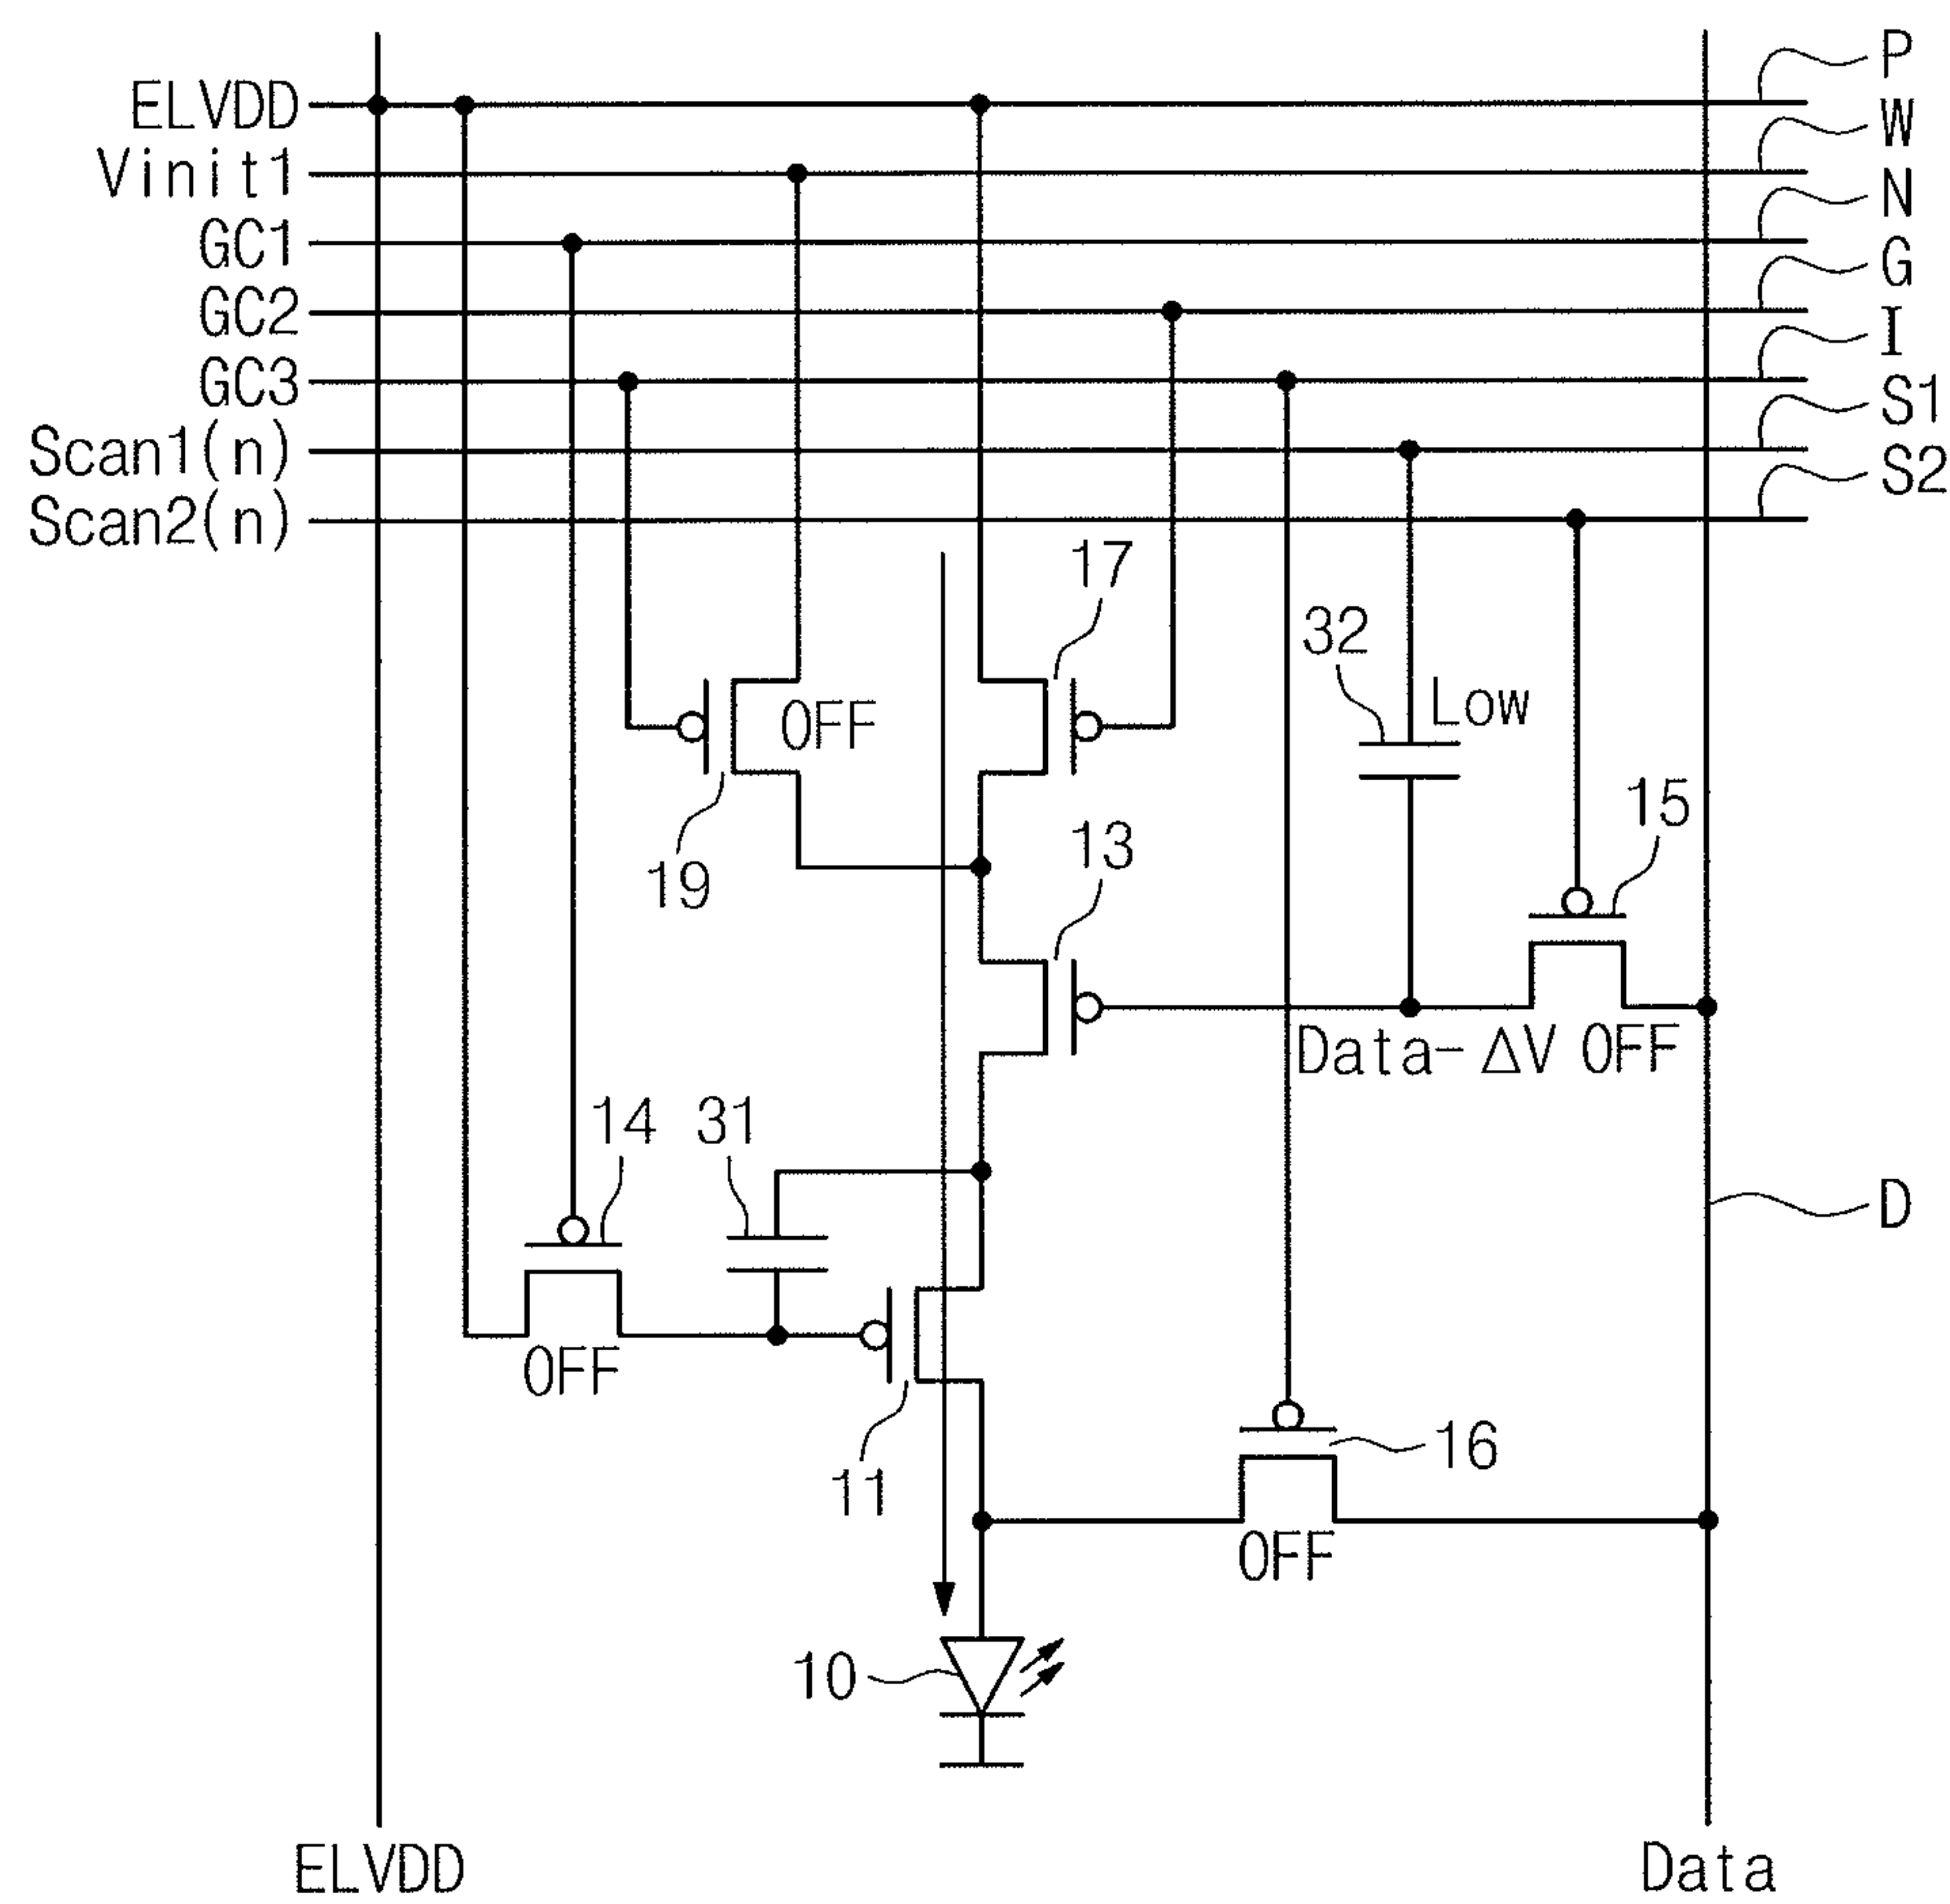 ELVDD P
Vinit1 W
GC1 N
GC2 G
GC3 I
Scan1(n) S1
Scan2(n) S2
17
32
OFF
Low
15
19
13
Data-ΔV OFF
14
31
D
OFF
11
16
OFF
10
ELVDD
Data